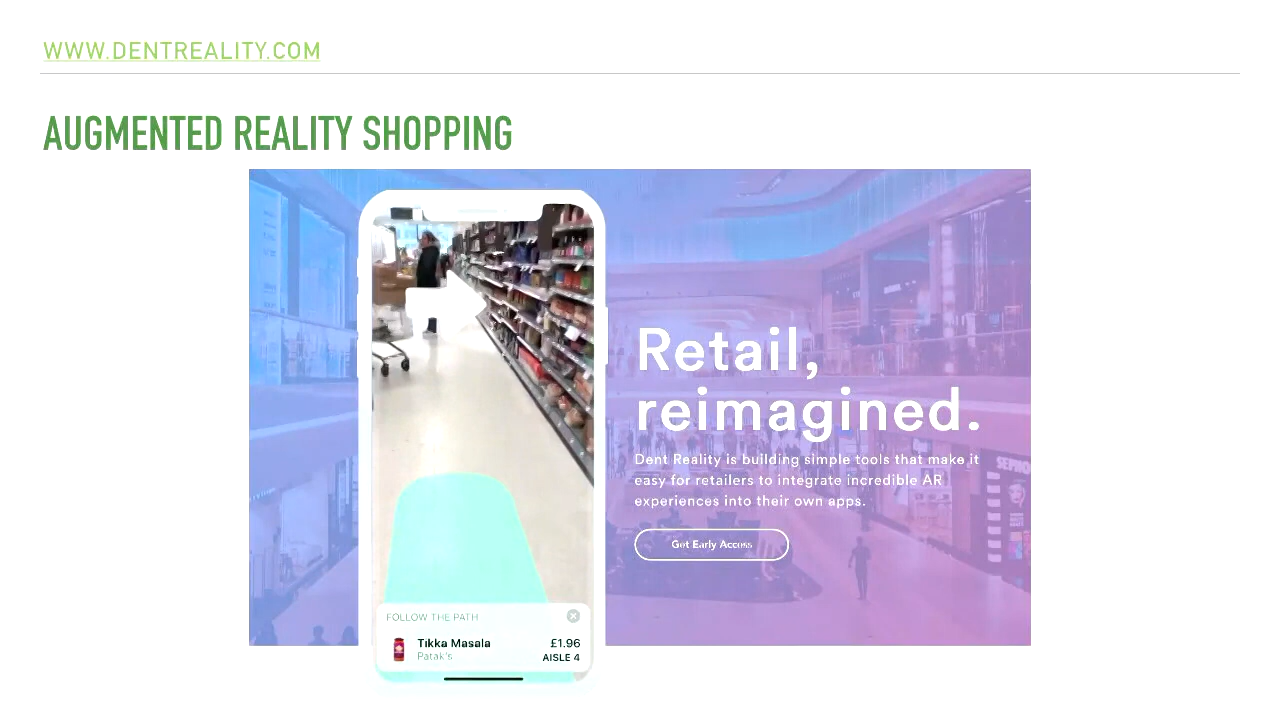 WWW.DENTREALITY.COM
AUGMENTED REALITY SHOPPING
Retail,
reimagined.
Dent Reality is building simple tools that make it
easy for retailers to integrate incredible AR
experiences into their own apps.
Get Early Access
SEPHO
FOLLOW THE PATH
Tikka Masala £1.96
Patak's AISLE 4